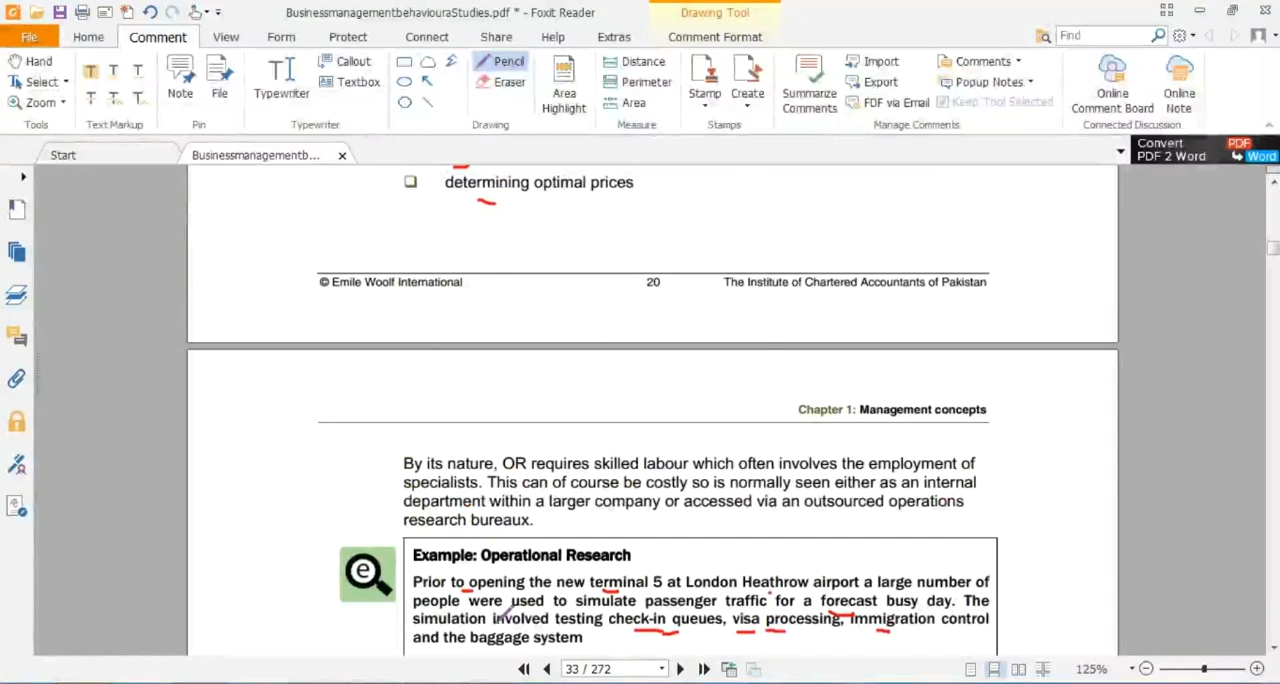 BusinessmanagementbehaviouraStudies.pdf * - Foxit Reader
Drawing Tool
File Home Comment View Form Protect Connect Share Help Extras Comment Format
Find
Hand
Select
Zoom
Tools
Text Markup
Note
File
Pin
Typewriter
Callout
Textbox
Typewriter
Pencil
Eraser
Drawing
Area
Highlight
Distance
Perimeter
Area
Measure
Stamp
Create
Stamps
Summarize
Comments
Import
Export
FDF via Email
Comments
Popup Notes
Keep Tool Selected
Manage Comments
Online
Comment Board
Online
Note
Connected Discussion
Start
Businessmanagementb...
Convert PDF
PDF 2 Word Word
determining optimal prices
© Emile Woolf International 20 The Institute of Chartered Accountants of Pakistan
Chapter 1: Management concepts
By its nature, OR requires skilled labour which often involves the employment of
specialists. This can of course be costly so is normally seen either as an internal
department within a larger company or accessed via an outsourced operations
research bureaux.
e
Example: Operational Research
Prior to opening the new terminal 5 at London Heathrow airport a large number of
people were used to simulate passenger traffic for a forecast busy day. The
simulation involved testing check-in queues, visa processing, immigration control
and the baggage system
33 / 272
125%